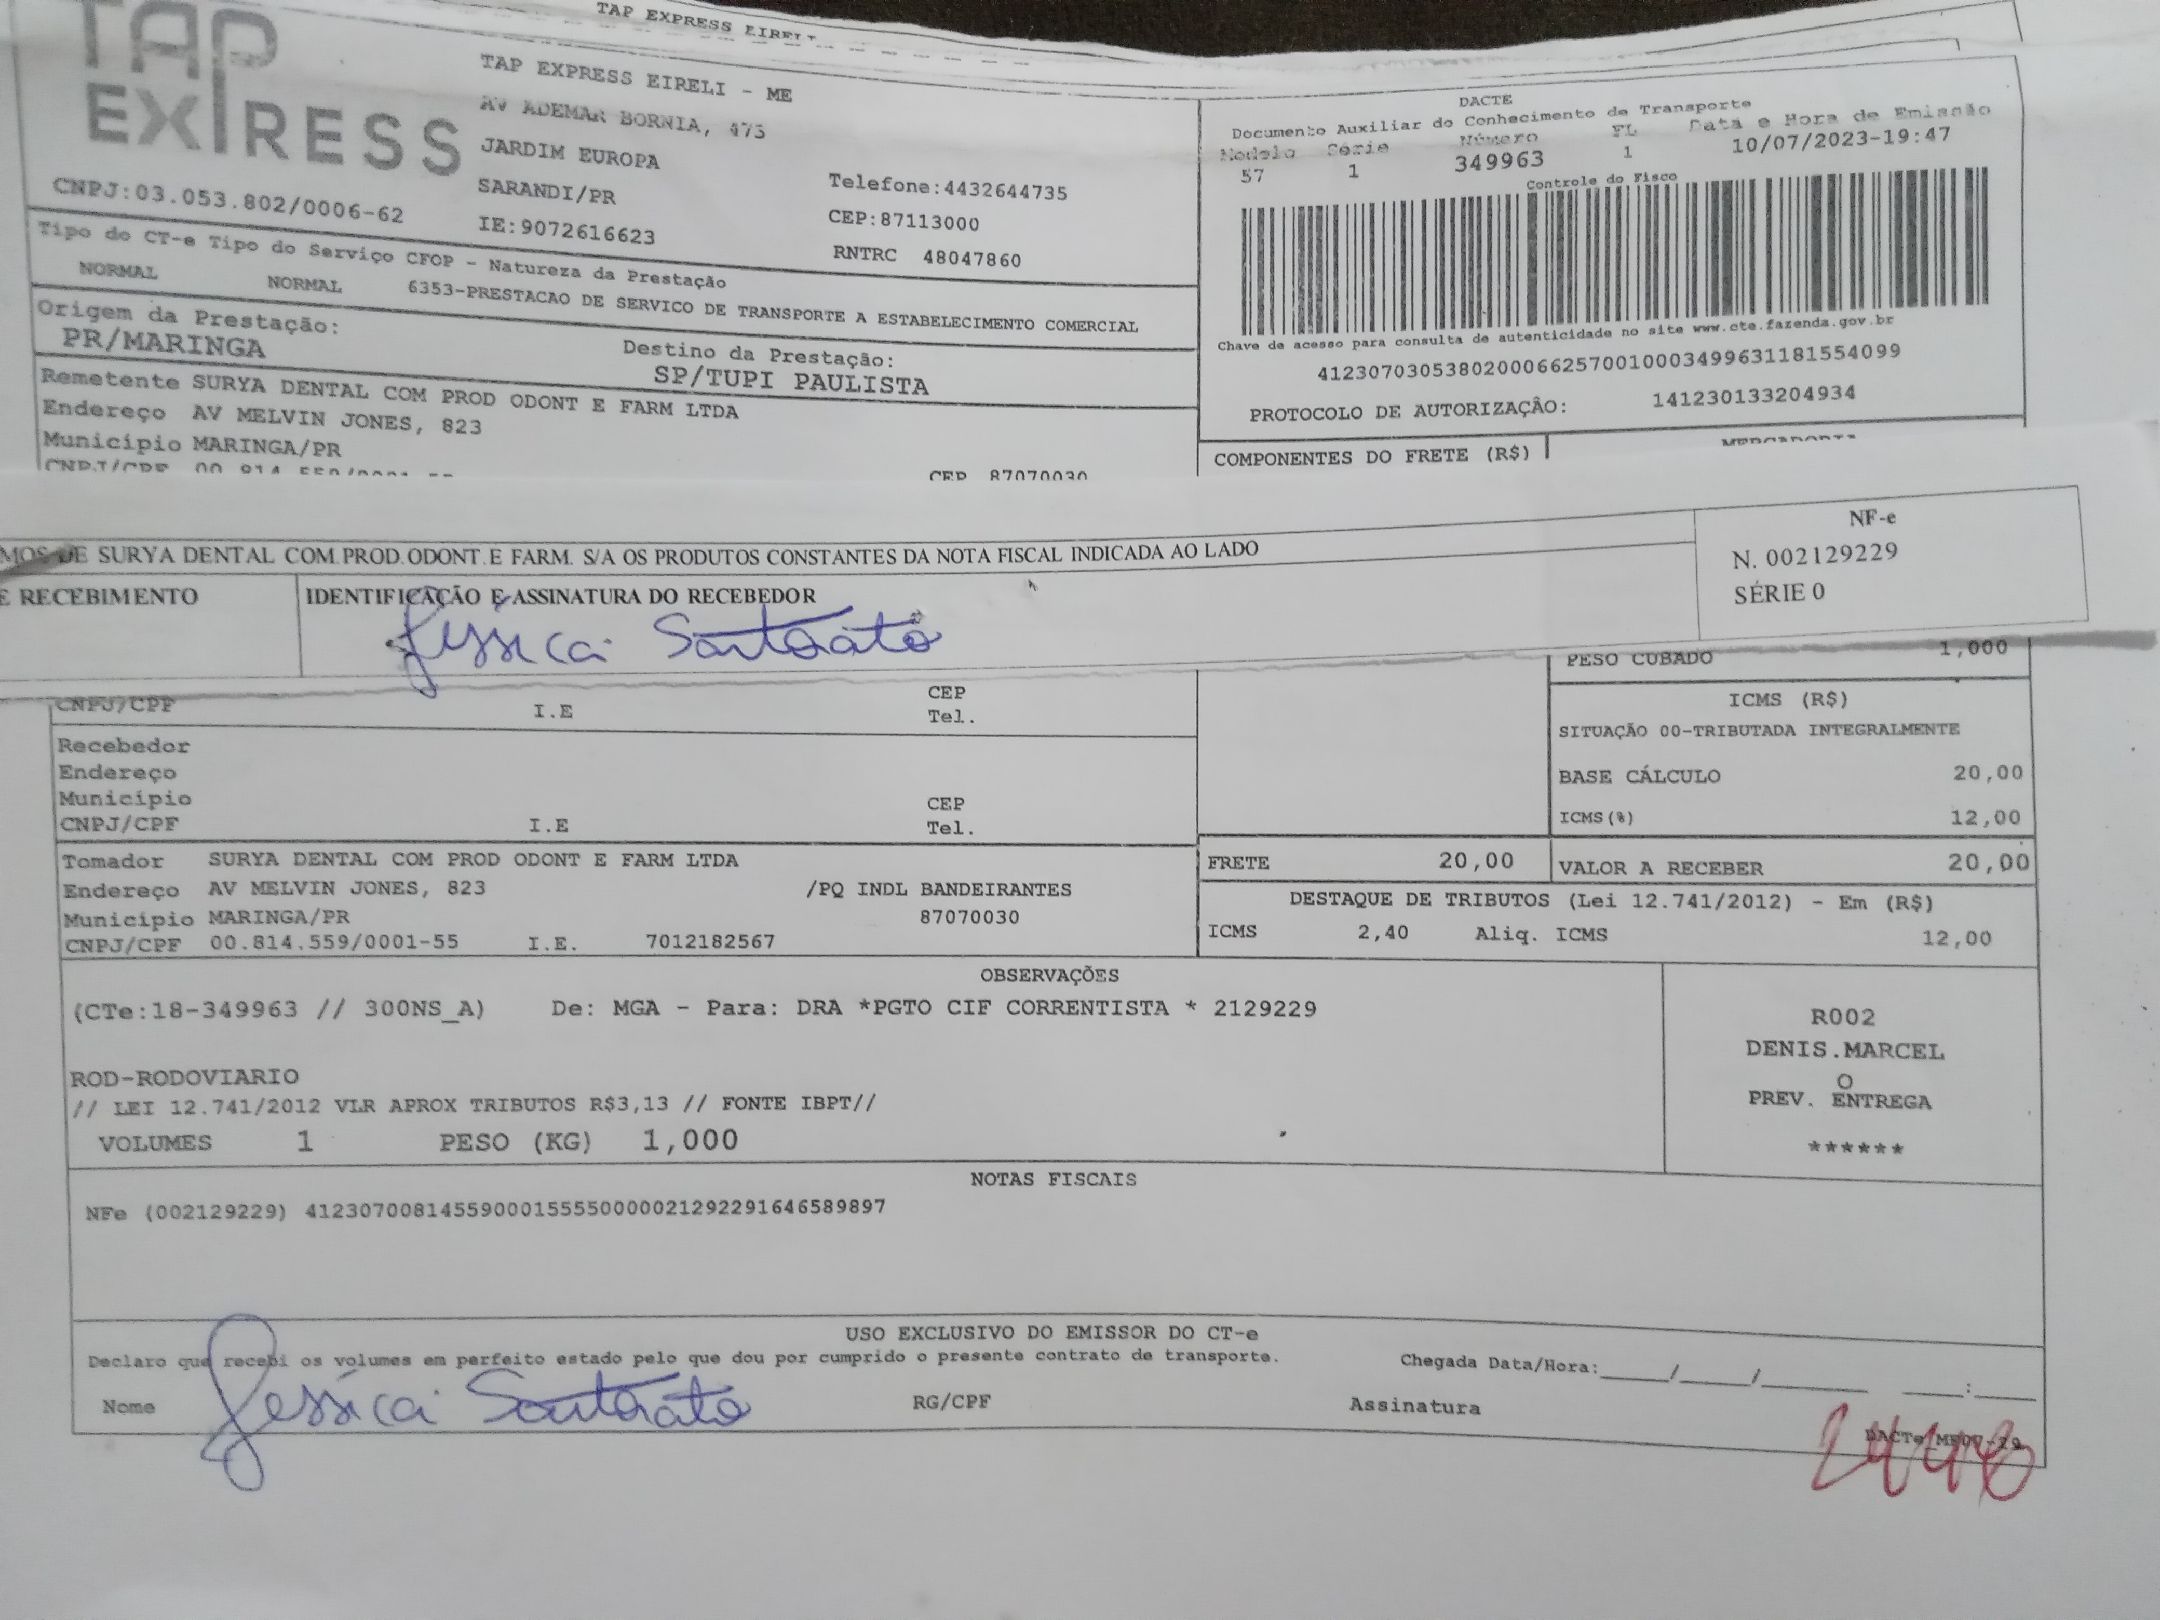 TAP EXPRESS EIRELI
TAP
EXPRESS
TAP EXPRESS EIRELI - ME
AV ADEMAR BORNIA, 475
JARDIM EUROPA
SARANDI/PR
IE:9072616623
Telefone:4432644735
CEP:87113000
RNTRC 48047860
CNPJ:03.053.802/0006-62
DACTE
Documento Auxiliar do Conhecimento de Transporte
Modelo Série Número FL Data e Hora de Emissão
57 1 349963 1 10/07/2023-19:47
Controle do Fisco
Chave de acesso para consulta de autenticidade no site www.cte.fazenda.gov.br
41230703053802000662570010003499631181554099
PROTOCOLO DE AUTORIZAÇÃO: 141230133204934
Tipo do CT-e Tipo do Serviço CFOP - Natureza da Prestação
NORMAL NORMAL 6353-PRESTACAO DE SERVICO DE TRANSPORTE A ESTABELECIMENTO COMERCIAL
Origem da Prestação:
PR/MARINGA
Destino da Prestação:
SP/TUPI PAULISTA
Remetente SURYA DENTAL COM PROD ODONT E FARM LTDA
Endereço AV MELVIN JONES, 823
Município MARINGA/PR
CNPJ/CPF
CEP 87070030
COMPONENTES DO FRETE (R$)
MOS DE SURYA DENTAL COM.PROD.ODONT.E FARM. S/A OS PRODUTOS CONSTANTES DA NOTA FISCAL INDICADA AO LADO
E RECEBIMENTO
IDENTIFICAÇÃO E ASSINATURA DO RECEBEDOR
Jessica Santorato
NF-e
N. 002129229
SÉRIE 0
PESO CUBADO 1,000
CNPJ/CPF I.E CEP
Tel.
Recebedor
Endereço
Município CEP
CNPJ/CPF I.E Tel.
ICMS (R$)
SITUAÇÃO 00-TRIBUTADA INTEGRALMENTE
BASE CÁLCULO 20,00
ICMS(%) 12,00
Tomador SURYA DENTAL COM PROD ODONT E FARM LTDA
Endereço AV MELVIN JONES, 823 /PQ INDL BANDEIRANTES
Município MARINGA/PR 87070030
CNPJ/CPF 00.814.559/0001-55 I.E. 7012182567
FRETE 20,00 VALOR A RECEBER 20,00
DESTAQUE DE TRIBUTOS (Lei 12.741/2012) - Em (R$)
ICMS 2,40 Aliq. ICMS 12,00
OBSERVAÇÕES
(CTe:18-349963 // 300NS_A) De: MGA - Para: DRA *PGTO CIF CORRENTISTA * 2129229
ROD-RODOVIARIO
// LEI 12.741/2012 VLR APROX TRIBUTOS R$3,13 // FONTE IBPT//
VOLUMES 1 PESO (KG) 1,000
R002
DENIS.MARCEL
O
PREV. ENTREGA
******
NOTAS FISCAIS
NFe (002129229) 41230700814559000155550000021292291646589897
USO EXCLUSIVO DO EMISSOR DO CT-e
Declaro que recebi os volumes em perfeito estado pelo que dou por cumprido o presente contrato de transporte.
Chegada Data/Hora:_____/_____/________ _____:_____
Nome Jéssica Santorato RG/CPF Assinatura